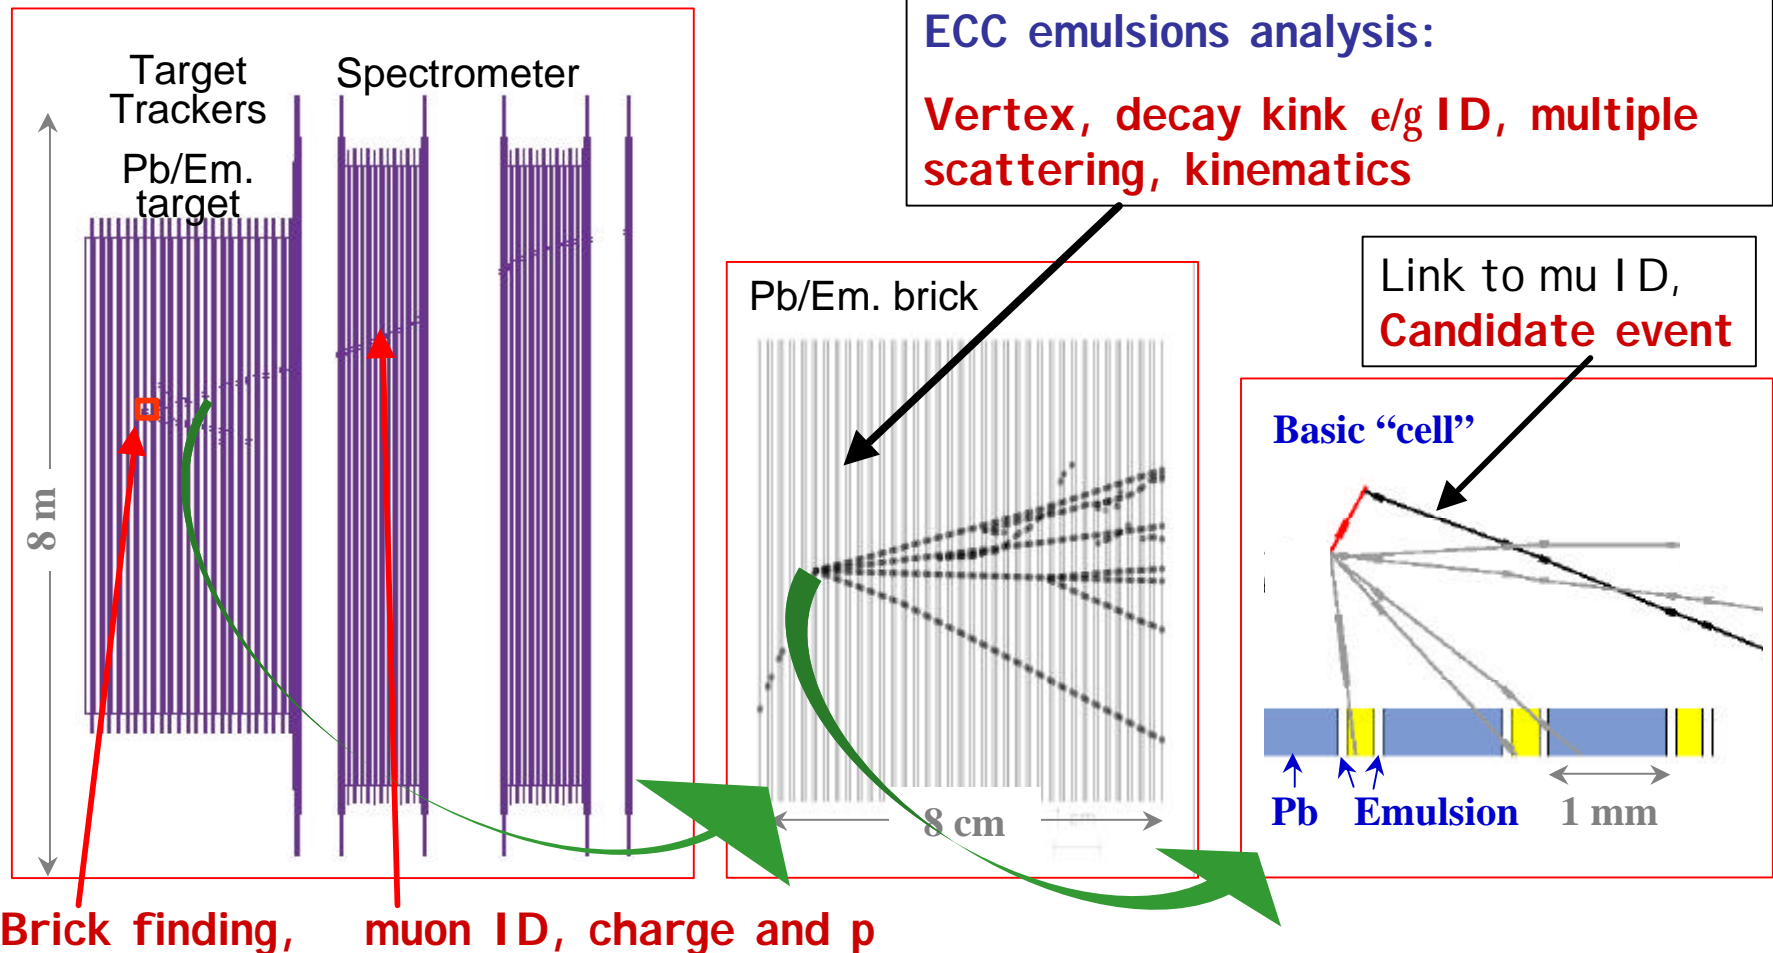 Target
Trackers
Spectrometer
Pb/Em.
target
8 m
Brick finding,
muon ID, charge and p
ECC emulsions analysis:
Vertex, decay kink e/g ID, multiple
scattering, kinematics
Pb/Em. brick
8 cm
Link to mu ID,
Candidate event
Basic “cell”
Pb
Emulsion
1 mm